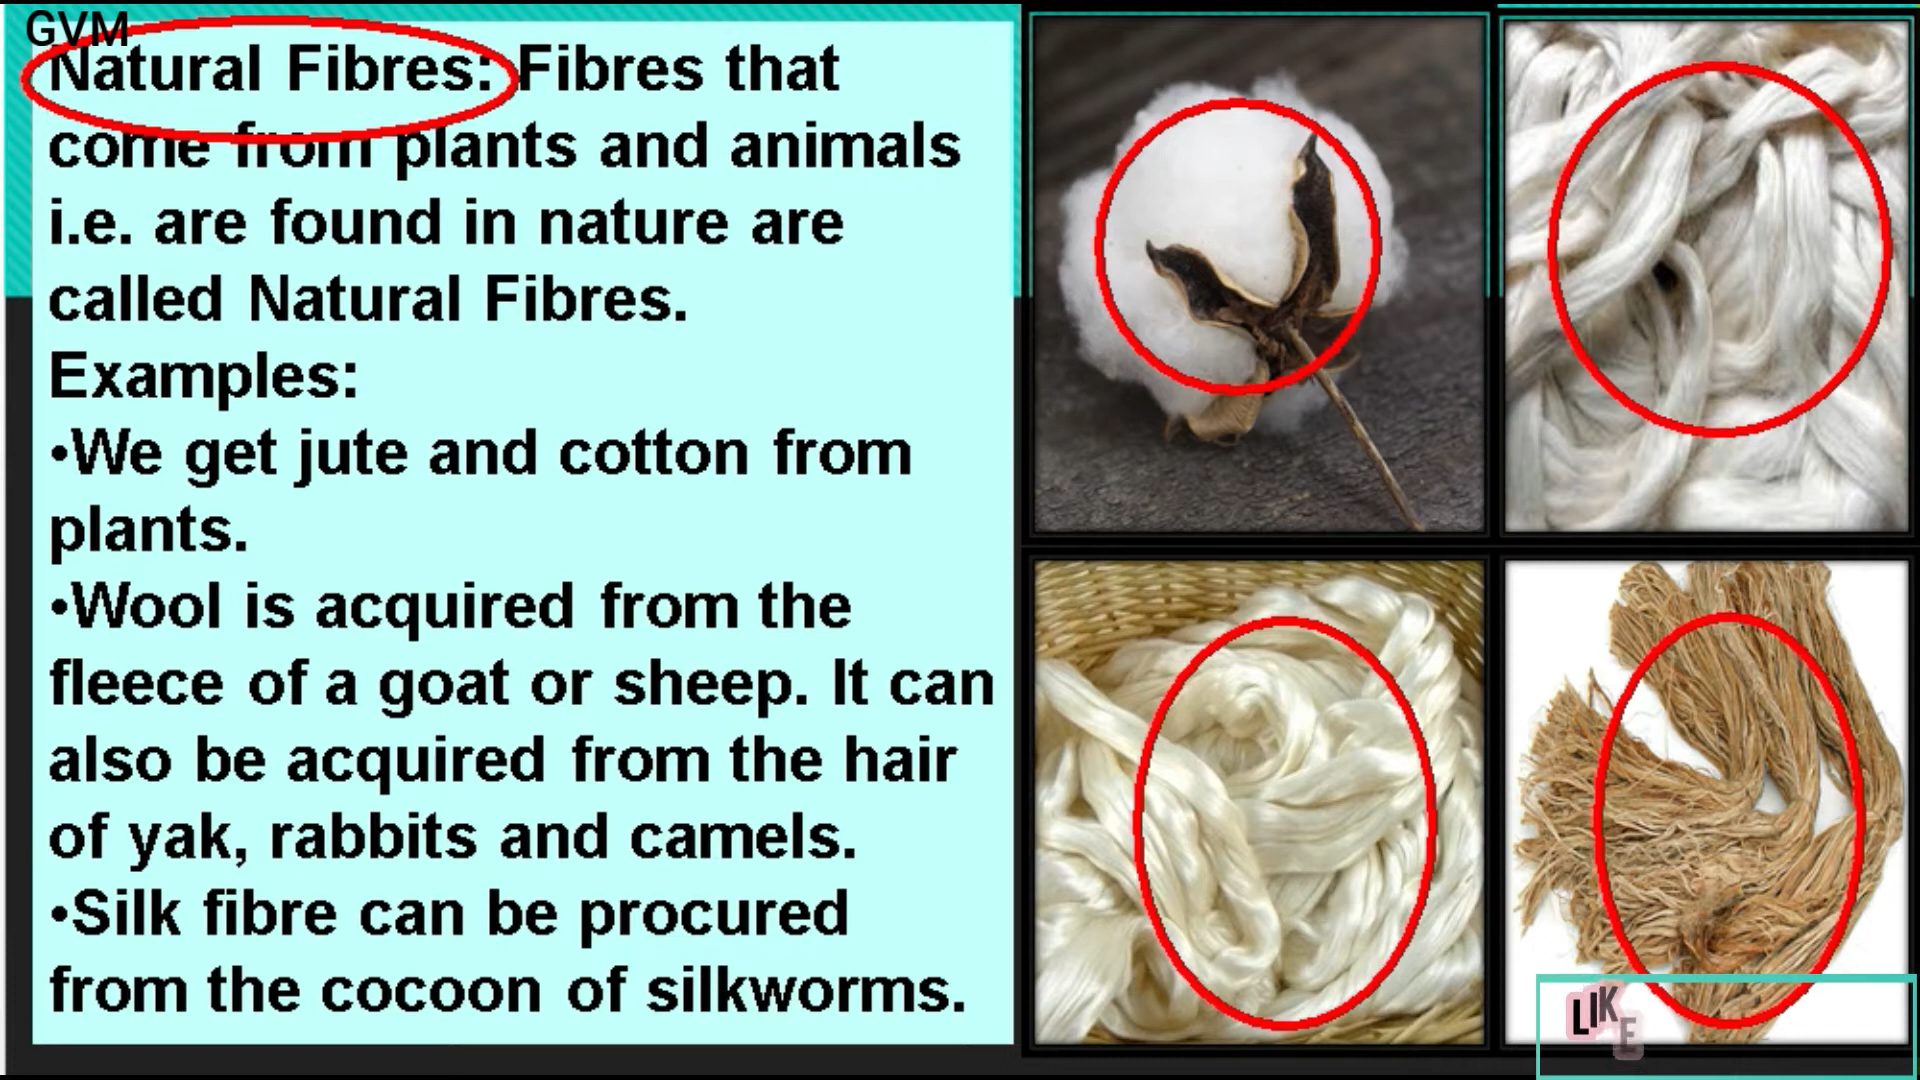 GVM
Natural Fibres: Fibres that
come from plants and animals
i.e. are found in nature are
called Natural Fibres.
Examples:
•We get jute and cotton from
plants.
•Wool is acquired from the
fleece of a goat or sheep. It can
also be acquired from the hair
of yak, rabbits and camels.
•Silk fibre can be procured
from the cocoon of silkworms.
LIKE